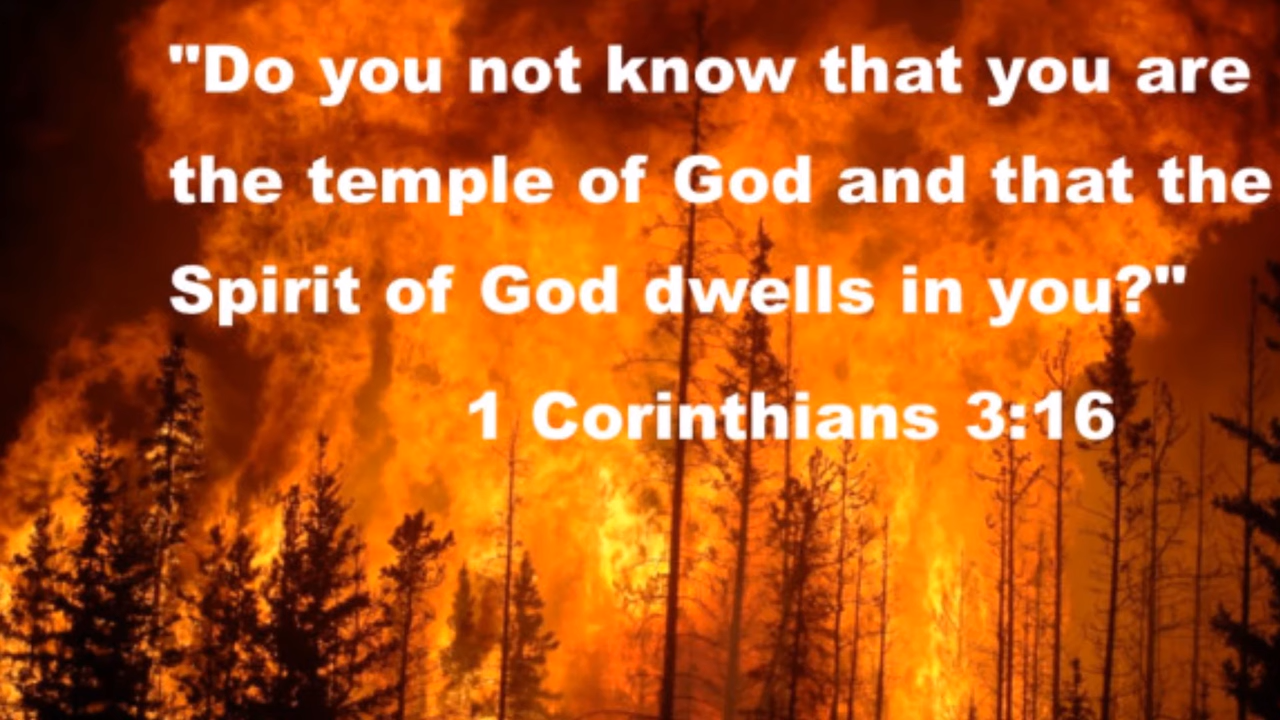 "Do you not know that you are
the temple of God and that the
Spirit of God dwells in you?"
1 Corinthians 3:16